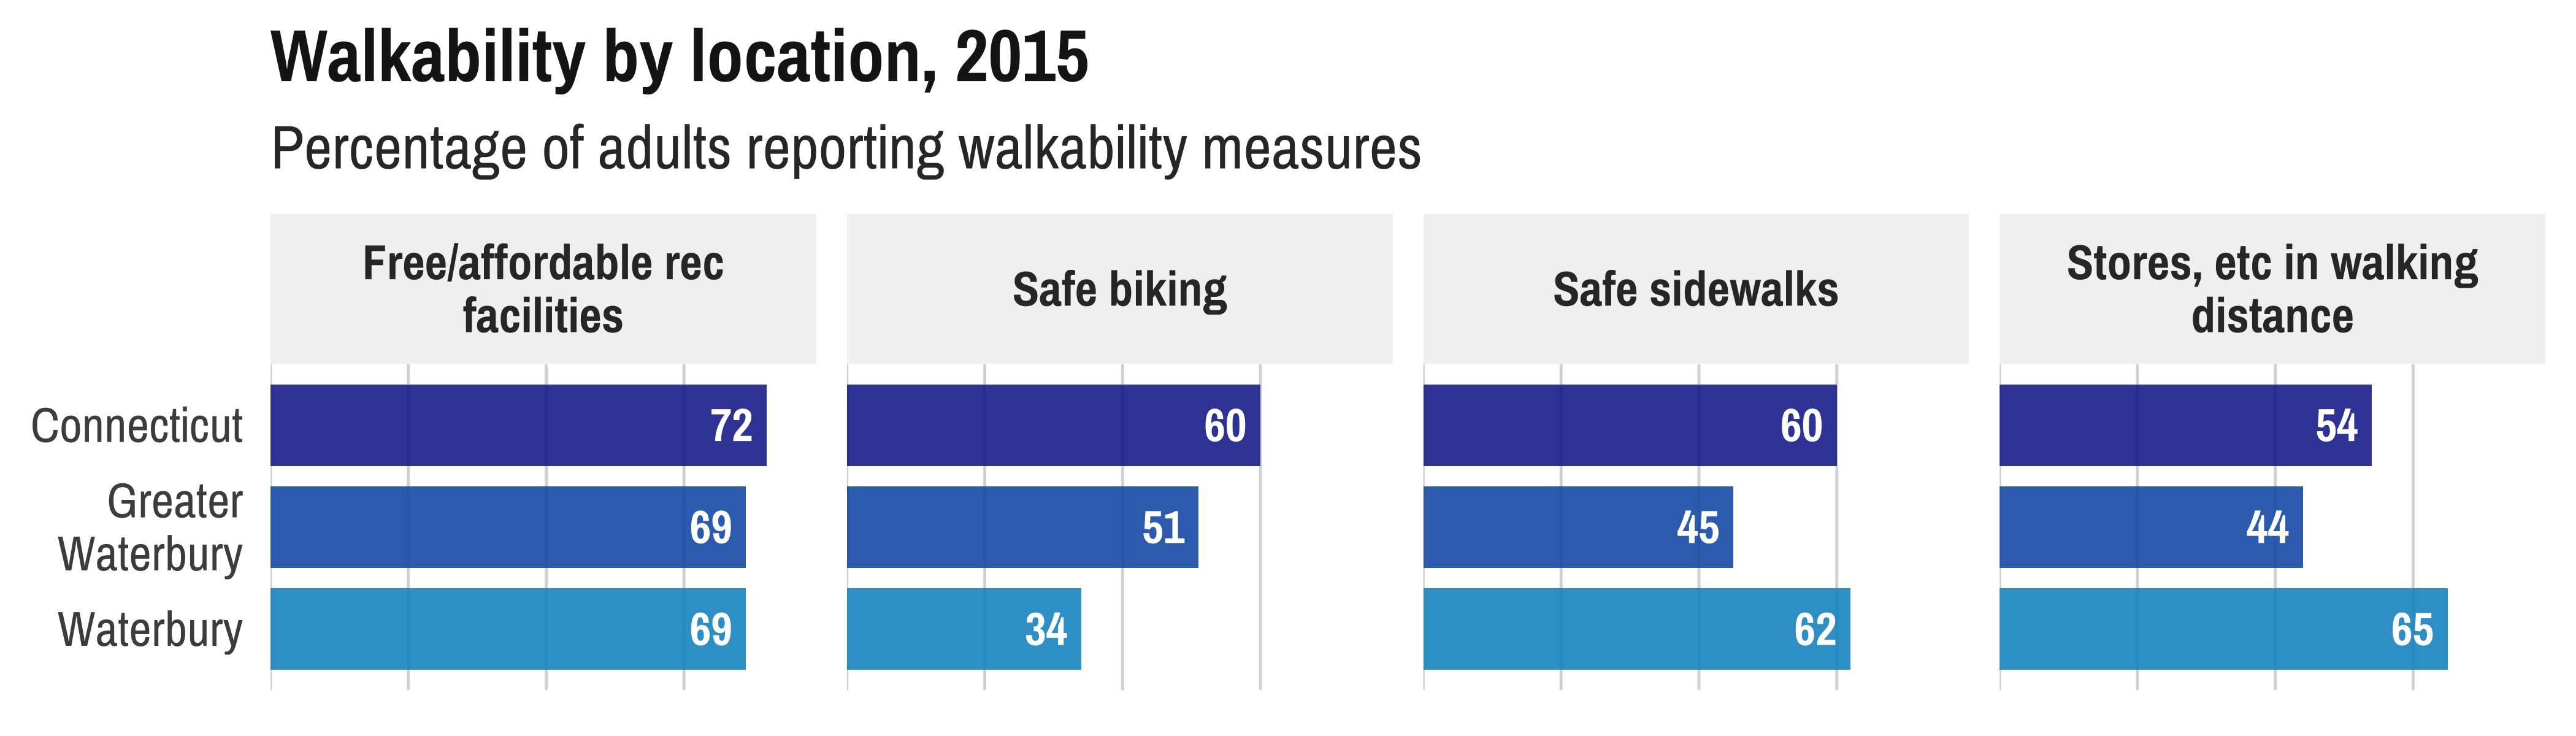 Walkability by location, 2015
Percentage of adults reporting walkability measures
Free/affordable rec
facilities
Safe biking
Safe sidewalks
Stores, etc in walking
distance
Connecticut
72
60
60
54
Greater
Waterbury
69
51
45
44
Waterbury
69
34
62
65